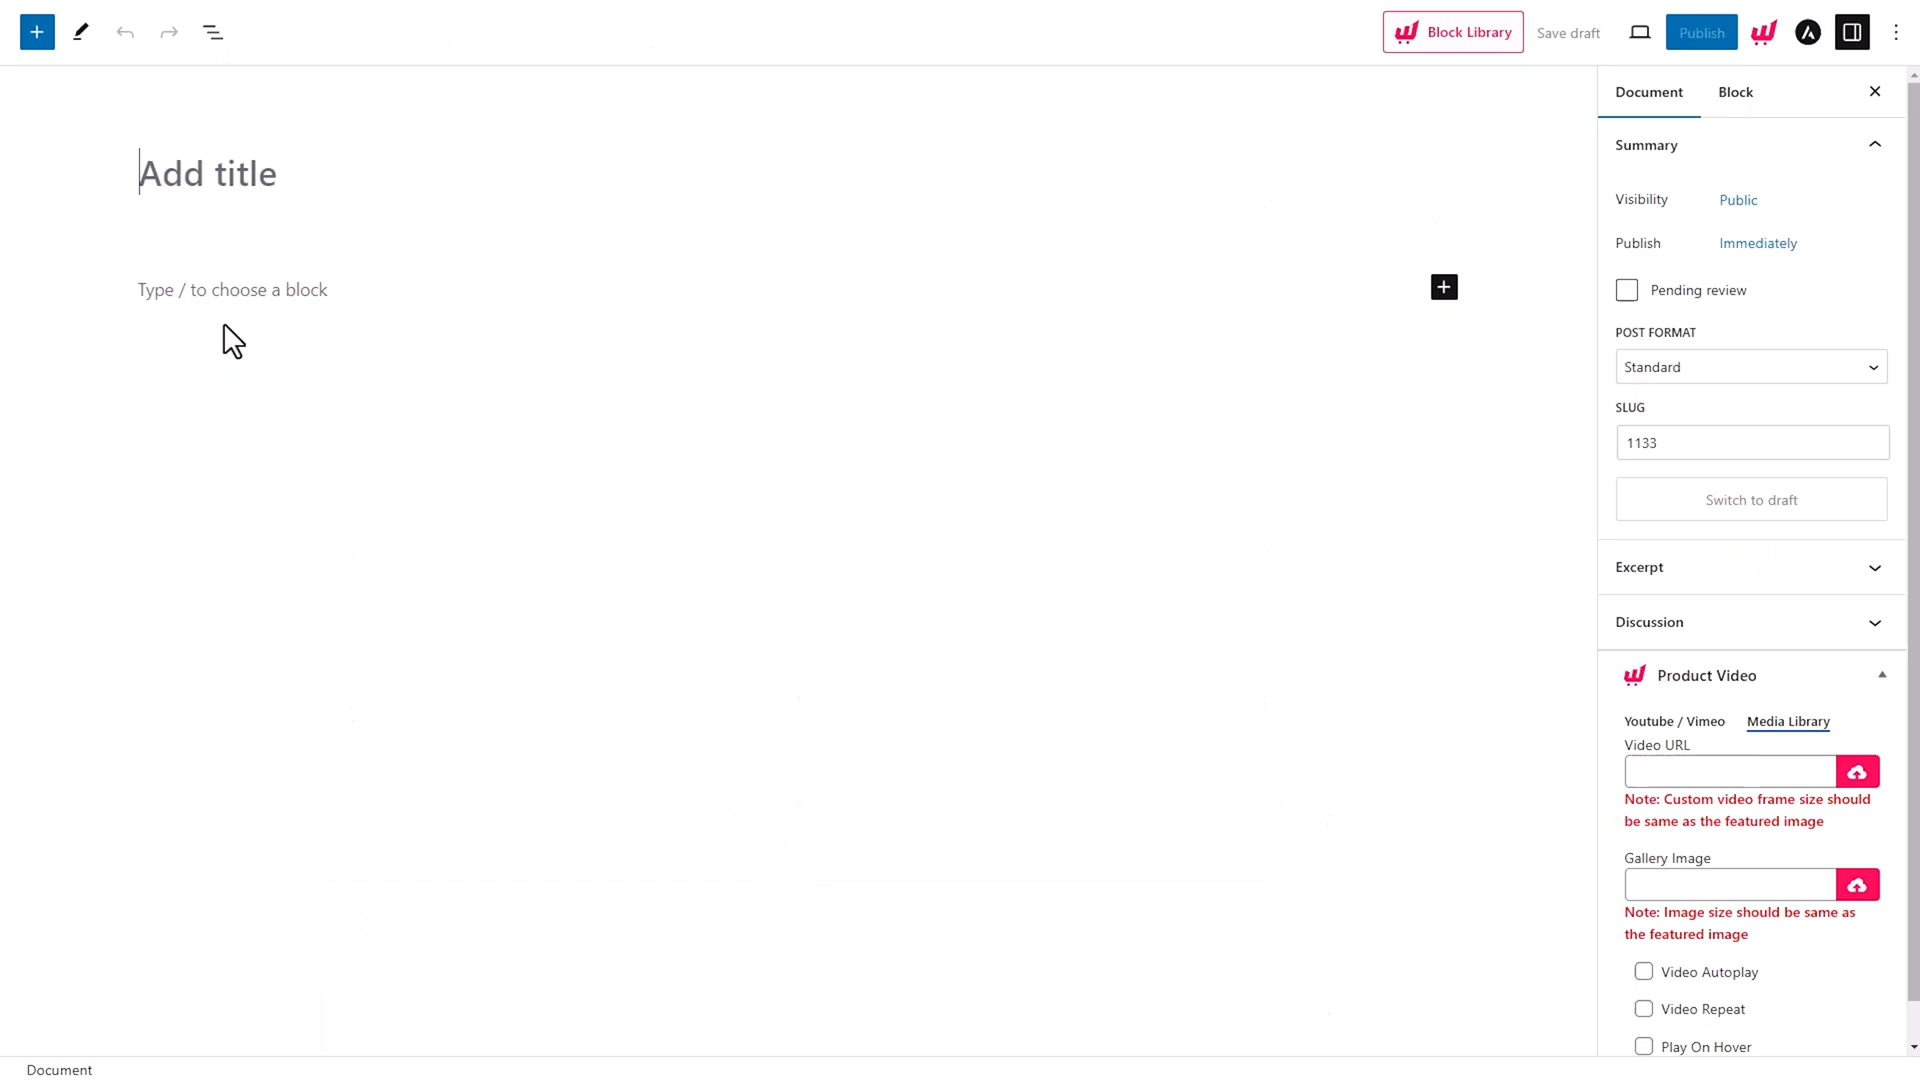 Block Library
Save draft
Publish
Document
Block
Add title
Summary
Visibility
Public
Publish
Immediately
Type / to choose a block
Pending review
POST FORMAT
Standard
SLUG
1133
Switch to draft
Excerpt
Discussion
Product Video
Youtube / Vimeo
Media Library
Video URL
Note: Custom video frame size should
be same as the featured image
Gallery Image
Note: Image size should be same as
the featured image
Video Autoplay
Video Repeat
Play On Hover
Document